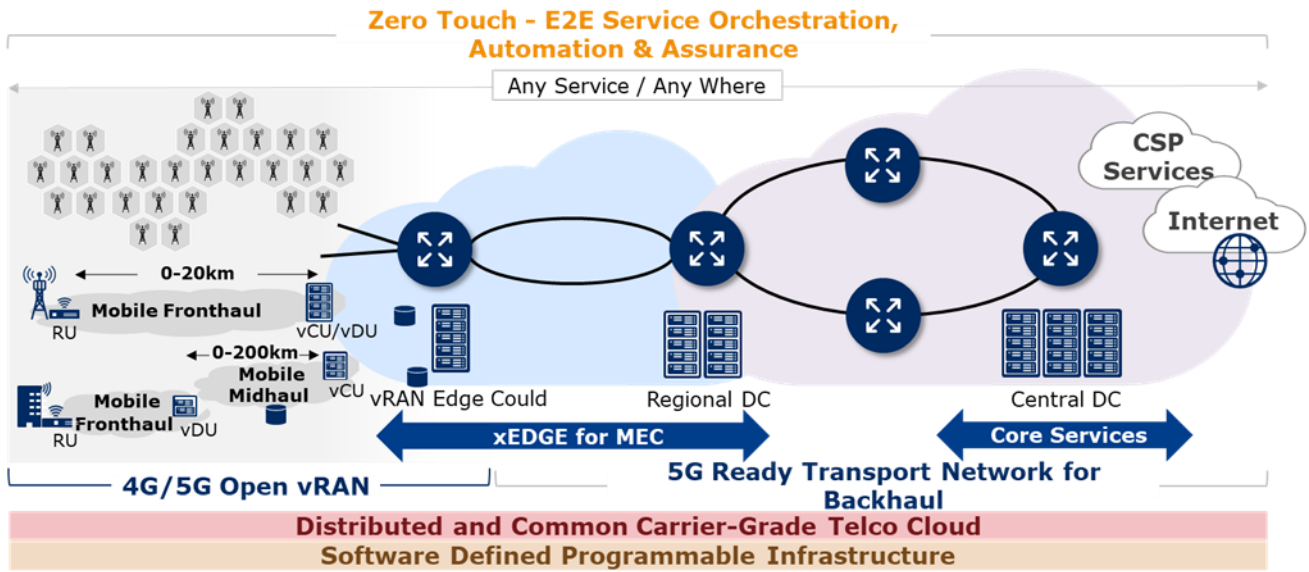 Zero Touch - E2E Service Orchestration,
Automation & Assurance
Any Service / Any Where
CSP
Services
Internet
0-20km
Mobile Fronthaul
RU
vCU/vDU
0-200km
Mobile
Midhaul
vCU
Mobile
Fronthaul
RU
vDU
vRAN Edge Could
Regional DC
Central DC
xEDGE for MEC
Core Services
4G/5G Open vRAN
5G Ready Transport Network for
Backhaul
Distributed and Common Carrier-Grade Telco Cloud
Software Defined Programmable Infrastructure